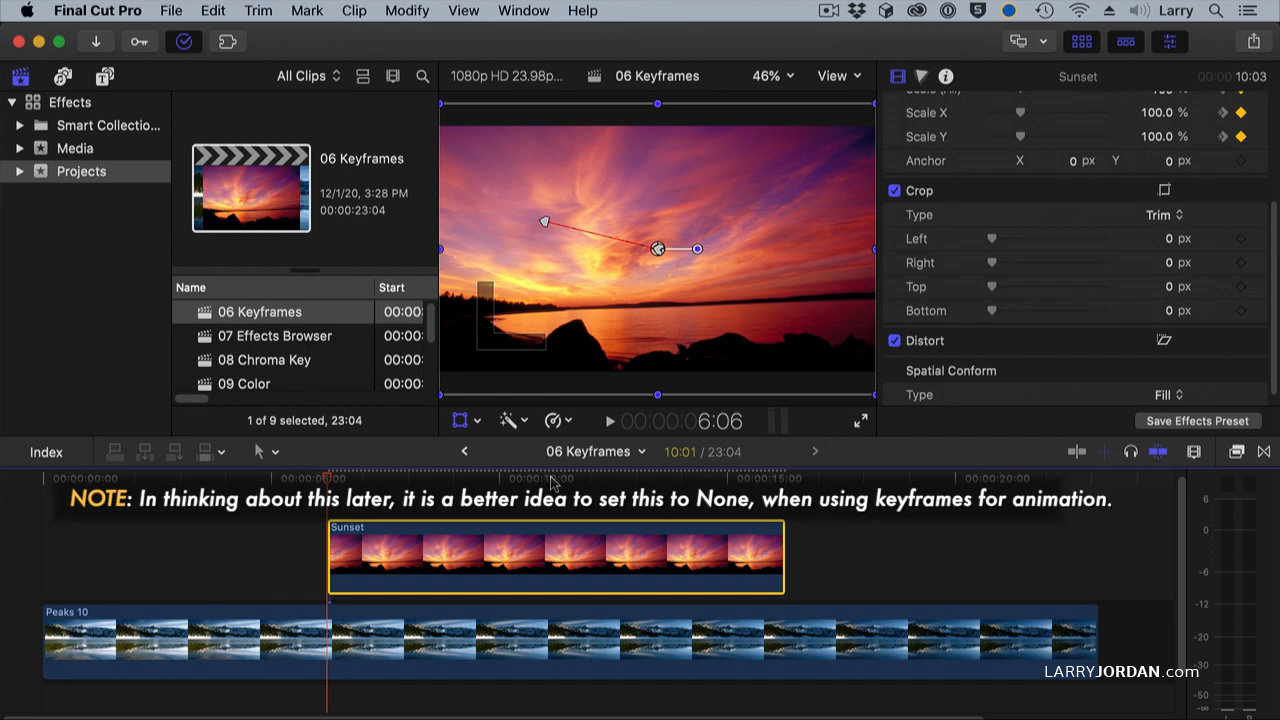 Final Cut Pro File Edit Trim Mark Clip Modify View Window Help Larry
All Clips
1080p HD 23.98p... 06 Keyframes 46% View
Sunset 00:00:10:03
Effects
Smart Collectio...
Media
Projects
06 Keyframes
12/1/20, 3:28 PM
00:00:23:04
Name Start
06 Keyframes 00:00:
07 Effects Browser 00:00:
08 Chroma Key 00:00:
09 Color 00:00:
1 of 9 selected, 23:04
00:00:00:6:06
Scale X 100.0 %
Scale Y 100.0 %
Anchor X 0 px Y 0 px
Crop
Type Trim
Left 0 px
Right 0 px
Top 0 px
Bottom 0 px
Distort
Spatial Conform
Type Fill
Save Effects Preset
Index 06 Keyframes 10:01 / 23:04
00:00:00:00 00:00:15:00 00:00:20:00
NOTE: In thinking about this later, it is a better idea to set this to None, when using keyframes for animation.
Sunset
Peaks 10
6
0
-6
-12
-20
-30
-50
-∞
LARRYJORDAN.com